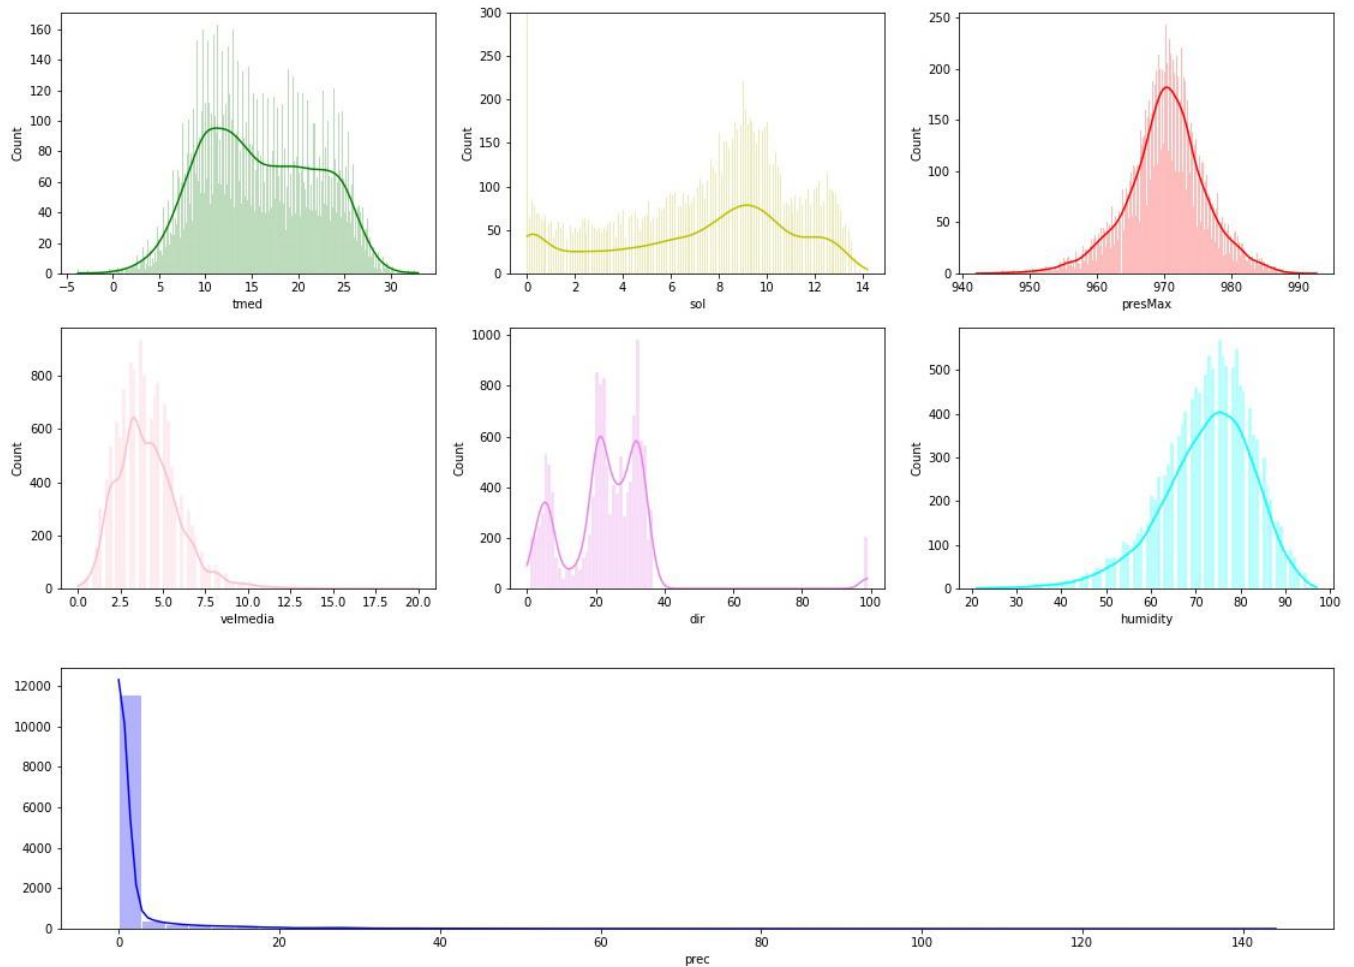 160
140
120
100
80
60
40
20
0
Count
−5 0 5 10 15 20 25 30
tmed
300
250
200
150
100
50
0
Count
0 2 4 6 8 10 12 14
sol
250
200
150
100
50
0
Count
940 950 960 970 980 990
presMax
800
600
400
200
0
Count
0.0 2.5 5.0 7.5 10.0 12.5 15.0 17.5 20.0
velmedia
1000
800
600
400
200
0
Count
0 20 40 60 80 100
dir
500
400
300
200
100
0
Count
20 30 40 50 60 70 80 90 100
humidity
12000
10000
8000
6000
4000
2000
0
Count
0 20 40 60 80 100 120 140
prec